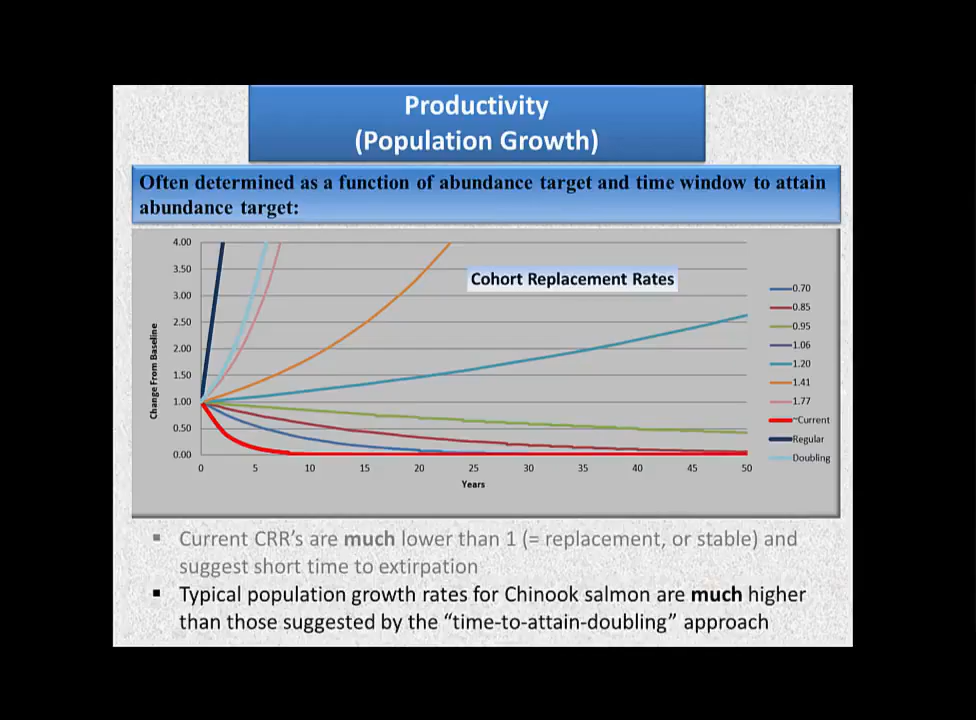 Productivity
(Population Growth)
Often determined as a function of abundance target and time window to attain
abundance target:
Cohort Replacement Rates
Change From Baseline
4.00
3.50
3.00
2.50
2.00
1.50
1.00
0.50
0.00
0 5 10 15 20 25 30 35 40 45 50
Years
0.70
0.85
0.95
1.06
1.20
1.41
1.77
~Current
Regular
Doubling
▪ Current CRR's are much lower than 1 (= replacement, or stable) and
suggest short time to extirpation
▪ Typical population growth rates for Chinook salmon are much higher
than those suggested by the “time-to-attain-doubling” approach